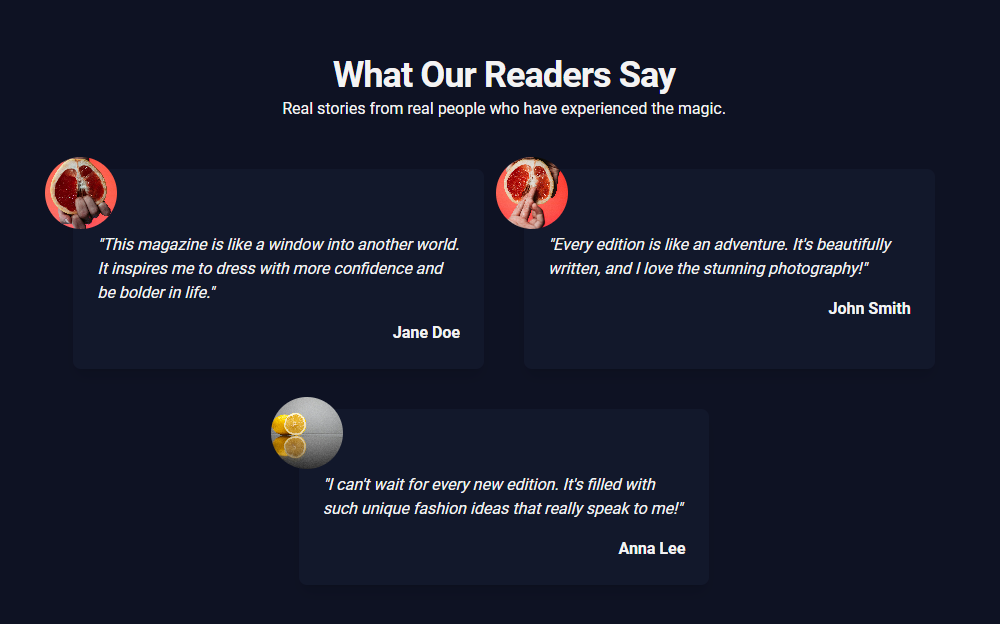 What Our Readers Say
Real stories from real people who have experienced the magic.
"This magazine is like a window into another world.
It inspires me to dress with more confidence and
be bolder in life."
Jane Doe
"Every edition is like an adventure. It's beautifully
written, and I love the stunning photography!"
John Smith
"I can't wait for every new edition. It's filled with
such unique fashion ideas that really speak to me!"
Anna Lee